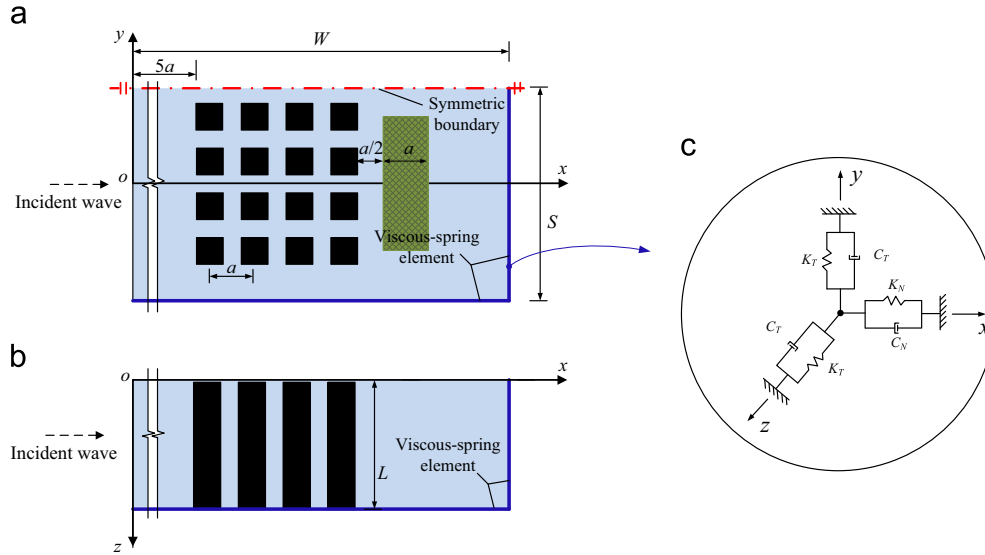 a
y
W
5a
Symmetric
boundary
a/2
a
o
x
Incident wave
S
Viscous-spring
element
a
b
o
x
Incident wave
Viscous-spring
element
L
z
c
y
K_T
C_T
K_N
C_N
x
C_T
K_T
z